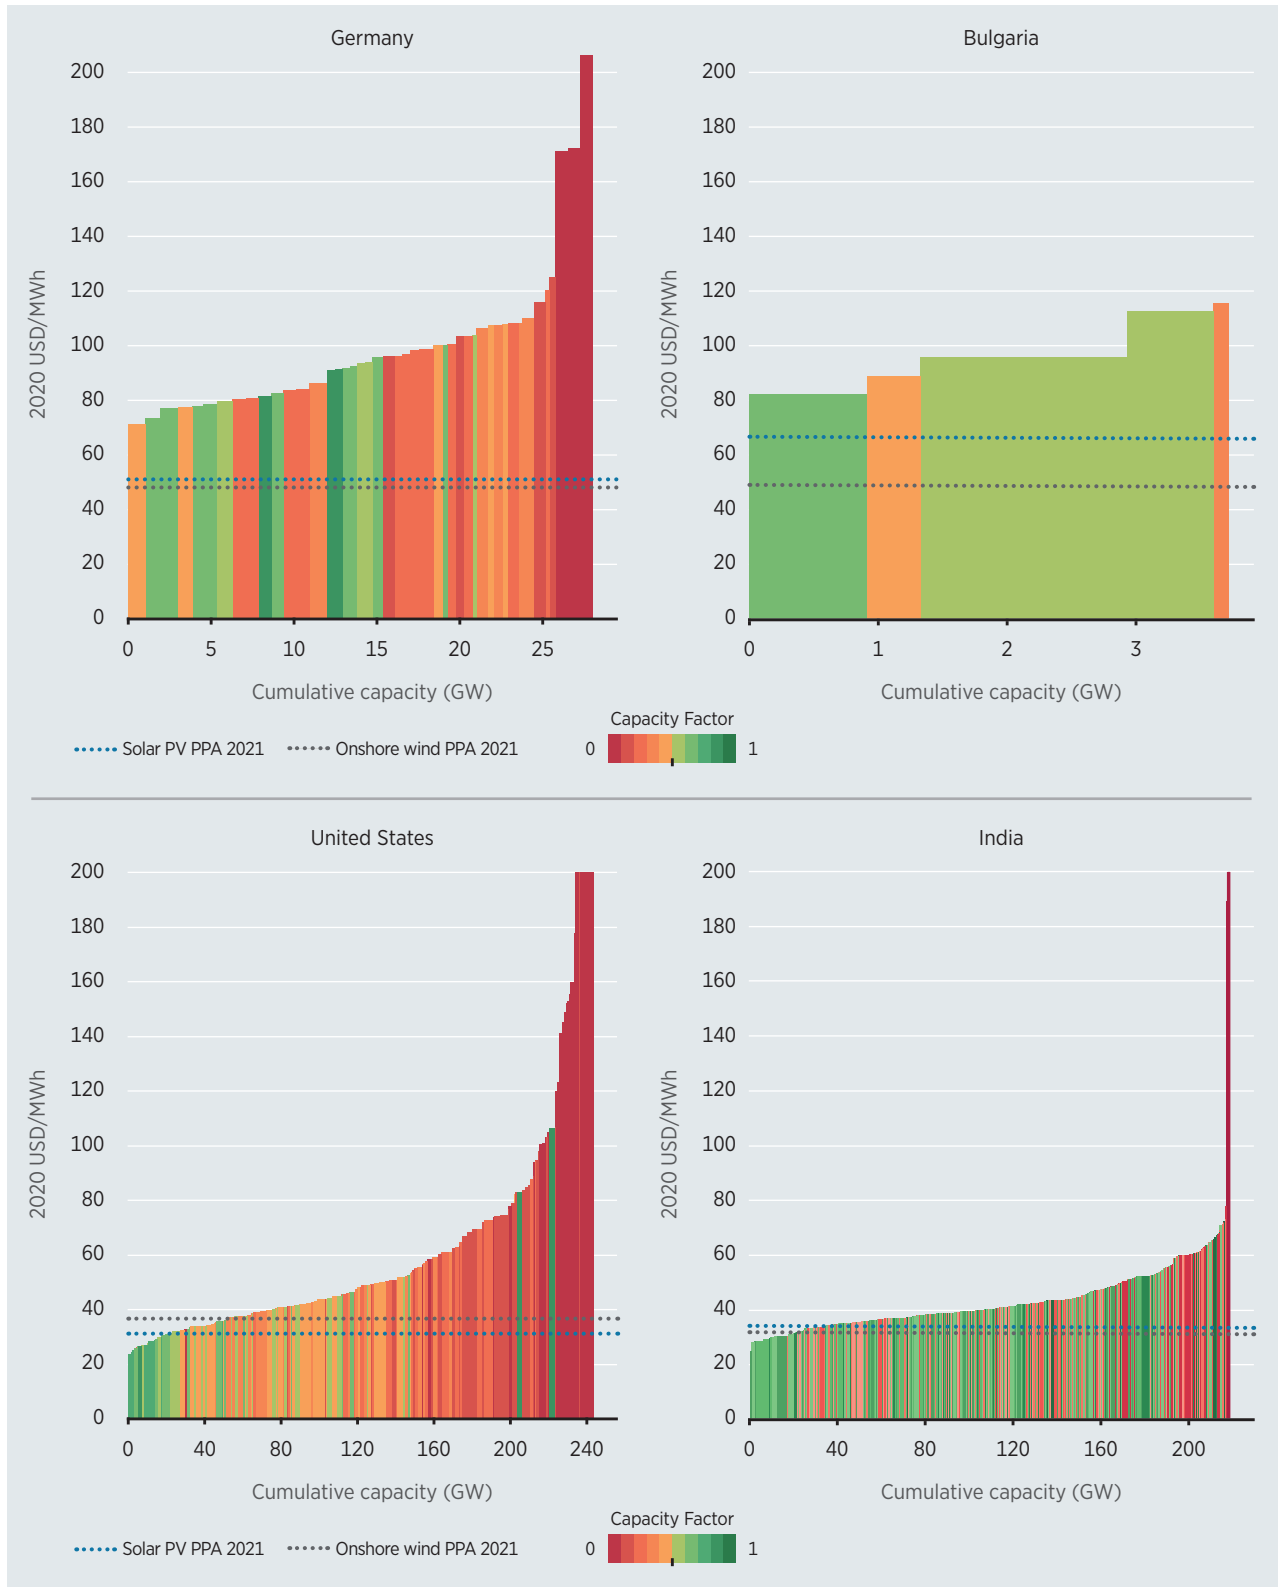 Germany
200
180
160
140
120
100
80
60
40
20
0
2020 USD/MWh
0 5 10 15 20 25
Cumulative capacity (GW)
Bulgaria
200
180
160
140
120
100
80
60
40
20
0
2020 USD/MWh
0 1 2 3
Cumulative capacity (GW)
Capacity Factor
Solar PV PPA 2021 Onshore wind PPA 2021 0 1
United States
200
180
160
140
120
100
80
60
40
20
0
2020 USD/MWh
0 40 80 120 160 200 240
Cumulative capacity (GW)
India
200
180
160
140
120
100
80
60
40
20
0
2020 USD/MWh
0 40 80 120 160 200
Cumulative capacity (GW)
Capacity Factor
Solar PV PPA 2021 Onshore wind PPA 2021 0 1